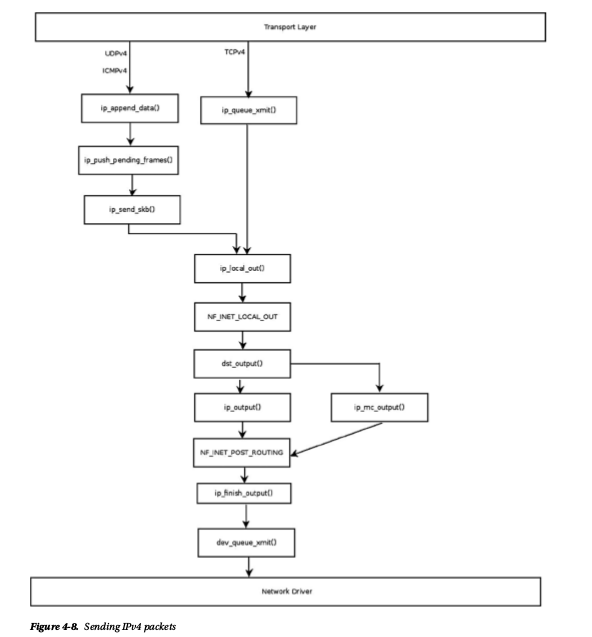 Transport Layer
UDPv4
TCPv4
ICMPv4
ip_append_data()
ip_queue_xmit()
ip_push_pending_frames()
ip_send_skb()
ip_local_out()
NF_INET_LOCAL_OUT
dst_output()
ip_output()
ip_mc_output()
NF_INET_POST_ROUTING
ip_finish_output()
dev_queue_xmit()
Network Driver
Figure 4-8. Sending IPv4 packets